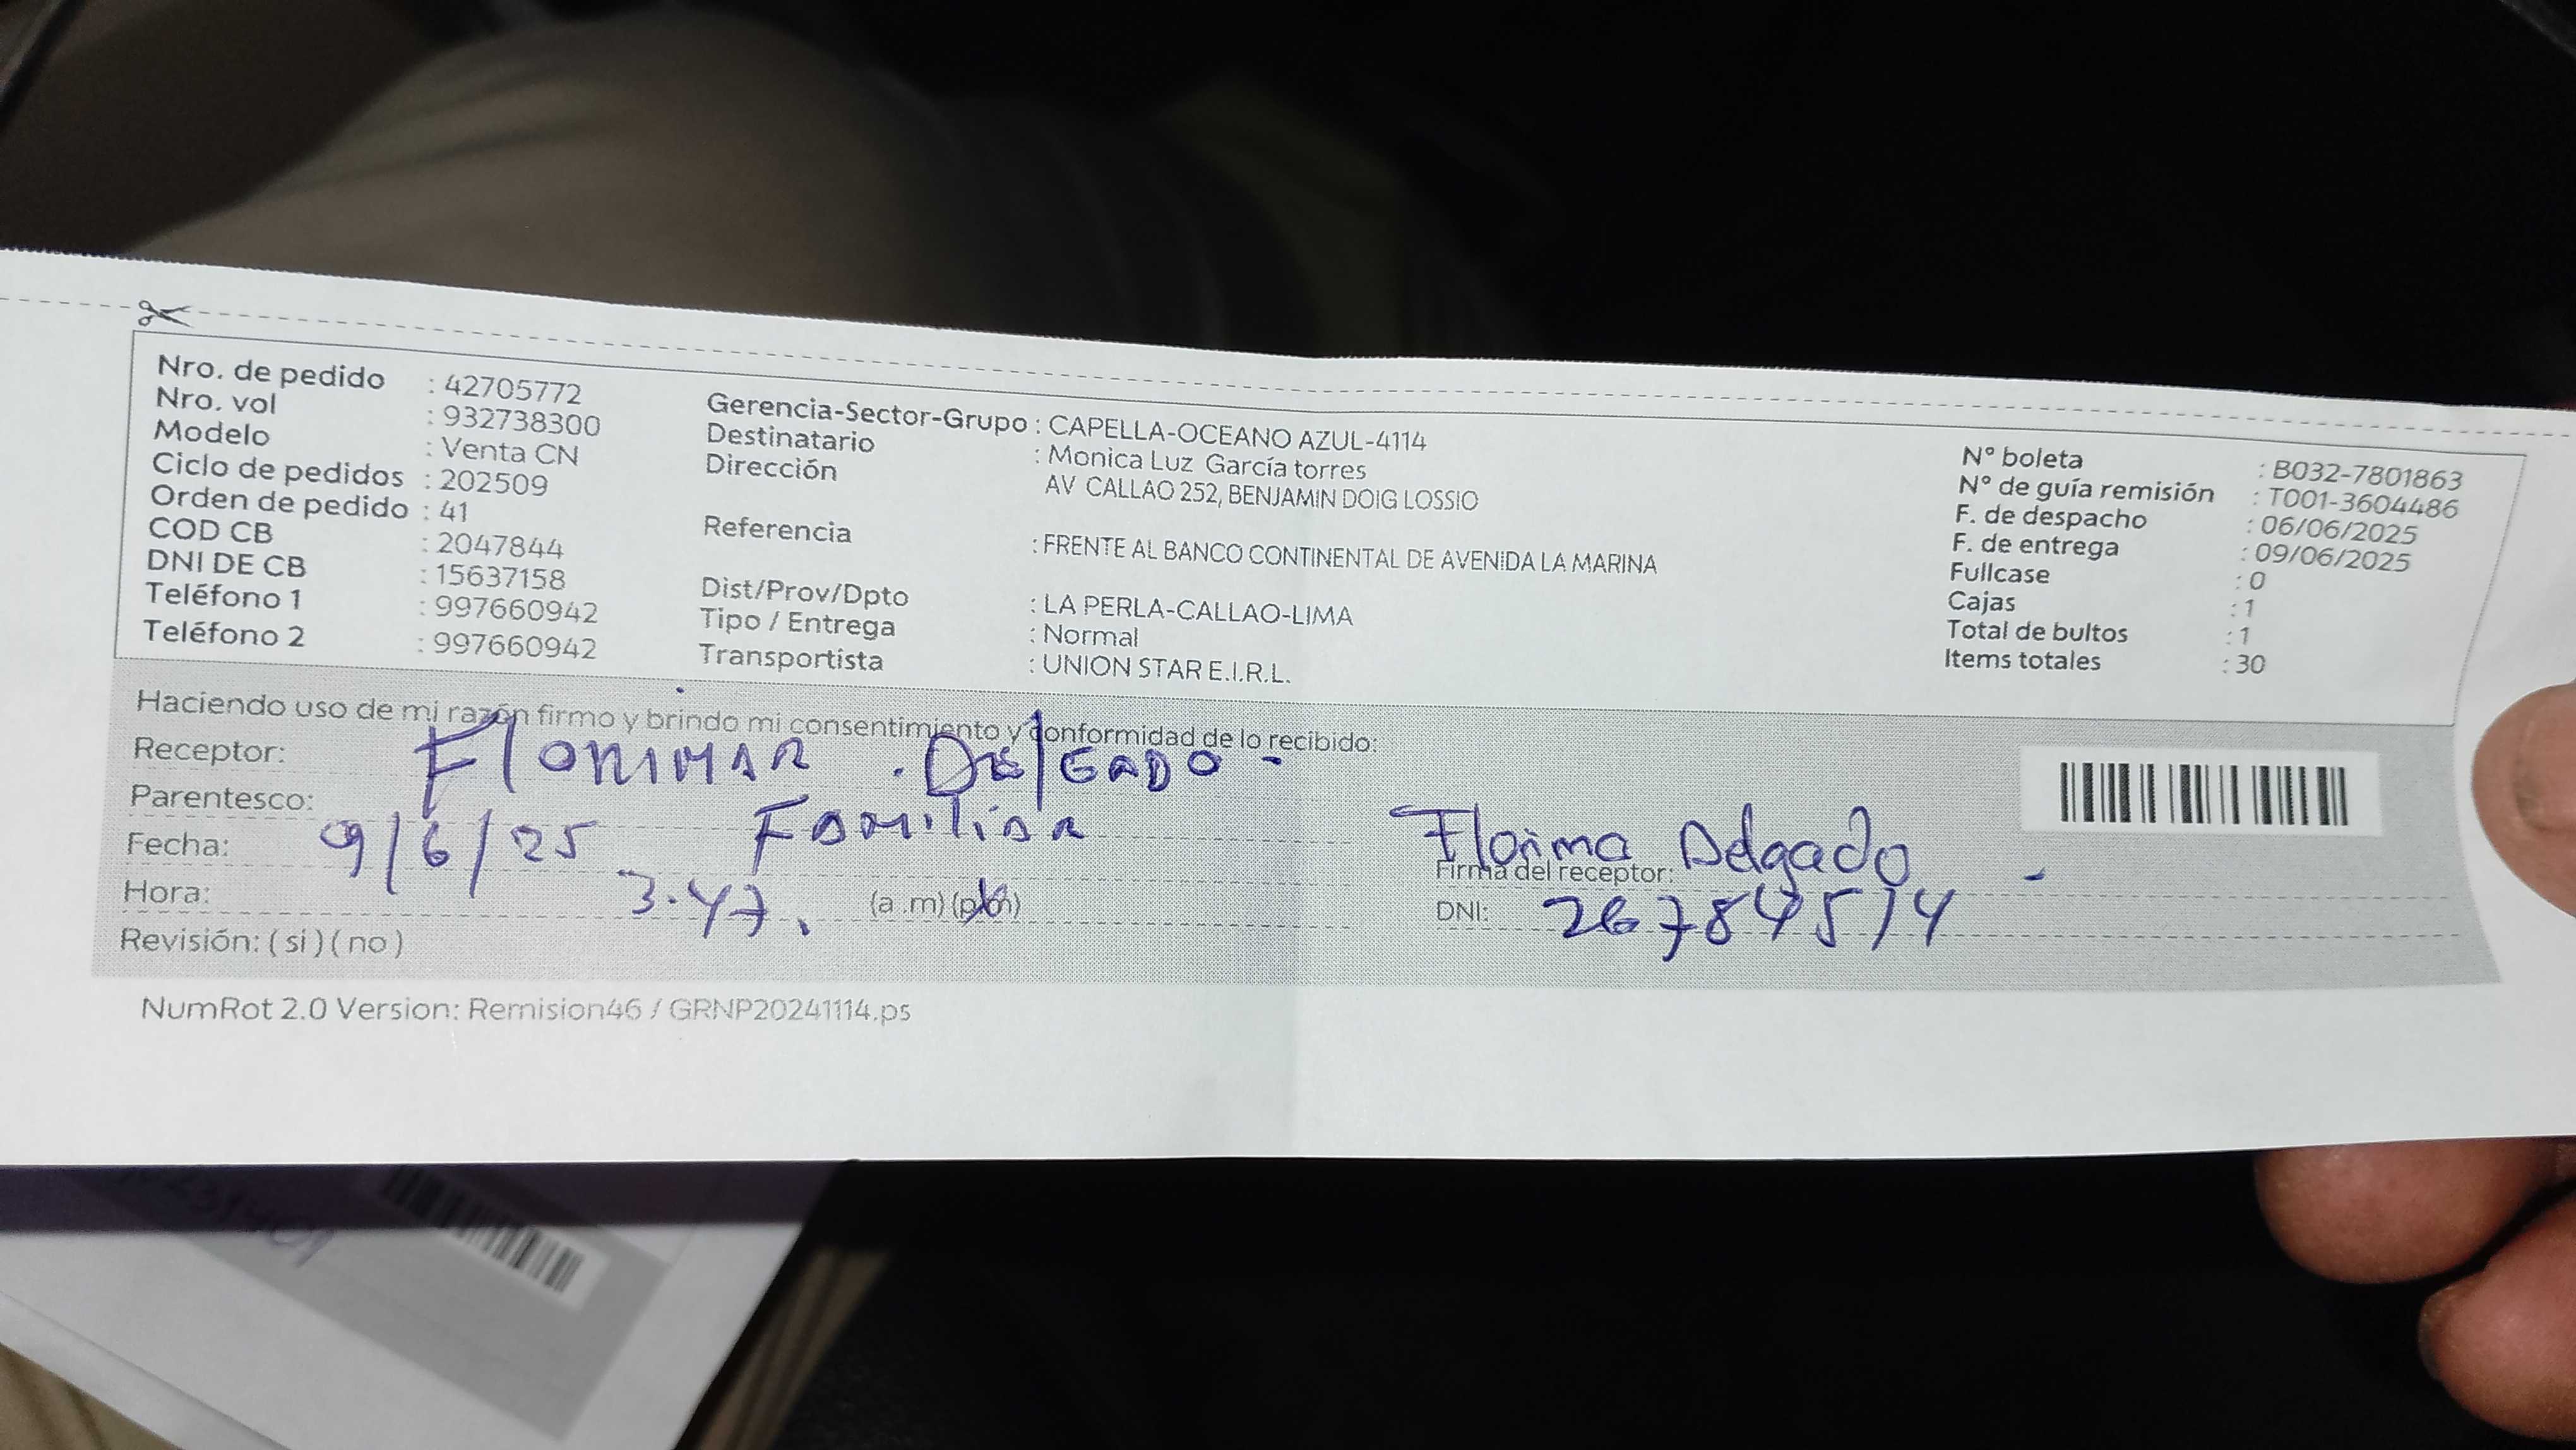 Nro. de pedido : 42705772
Nro. vol : 932738300
Modelo : Venta CN
Ciclo de pedidos : 202509
Orden de pedido : 41
COD CB : 2047844
DNI DE CB : 15637158
Teléfono 1 : 997660942
Teléfono 2 : 997660942
Gerencia-Sector-Grupo : CAPELLA-OCEANO AZUL-4114
Destinatario : Monica Luz García torres
Dirección AV CALLAO 252, BENJAMIN DOIG LOSSIO
Referencia : FRENTE AL BANCO CONTINENTAL DE AVENIDA LA MARINA
Dist/Prov/Dpto : LA PERLA-CALLAO-LIMA
Tipo / Entrega : Normal
Transportista : UNION STAR E.I.R.L.
N° boleta : B032-7801863
N° de guía remisión : T001-3604486
F. de despacho : 06/06/2025
F. de entrega : 09/06/2025
Fullcase : 0
Cajas : 1
Total de bultos : 1
Items totales : 30
Haciendo uso de mi razón firmo y brindo mi consentimiento y conformidad de lo recibido:
Receptor: DElGADO -
Parentesco: Familiar
Fecha: 9/6/25
Hora: 3.47. (a .m) (p.m)
Revisión: ( si ) ( no )
Delgado -
Firma del receptor:
DNI:
NumRot 2.0 Version: Remision46 / GRNP20241114.ps